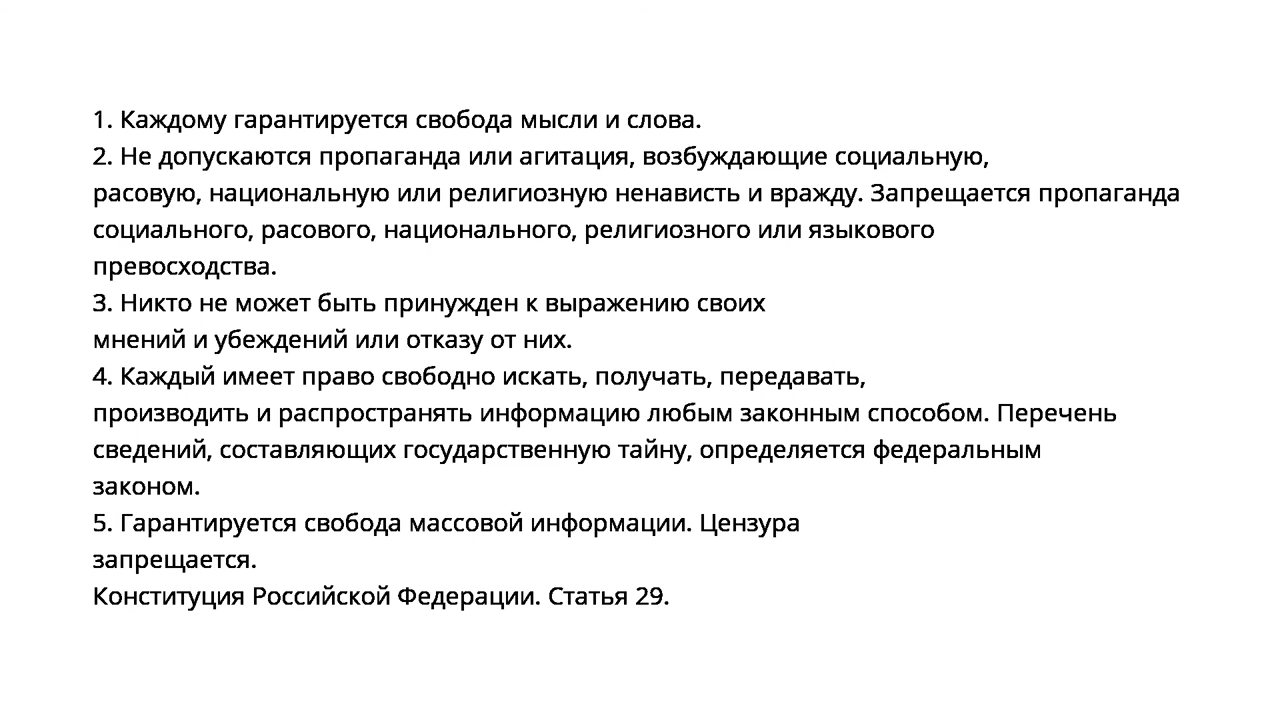 1. Каждому гарантируется свобода мысли и слова.
2. Не допускаются пропаганда или агитация, возбуждающие социальную,
расовую, национальную или религиозную ненависть и вражду. Запрещается пропаганда
социального, расового, национального, религиозного или языкового
превосходства.
3. Никто не может быть принужден к выражению своих
мнений и убеждений или отказу от них.
4. Каждый имеет право свободно искать, получать, передавать,
производить и распространять информацию любым законным способом. Перечень
сведений, составляющих государственную тайну, определяется федеральным
законом.
5. Гарантируется свобода массовой информации. Цензура
запрещается.
Конституция Российской Федерации. Статья 29.